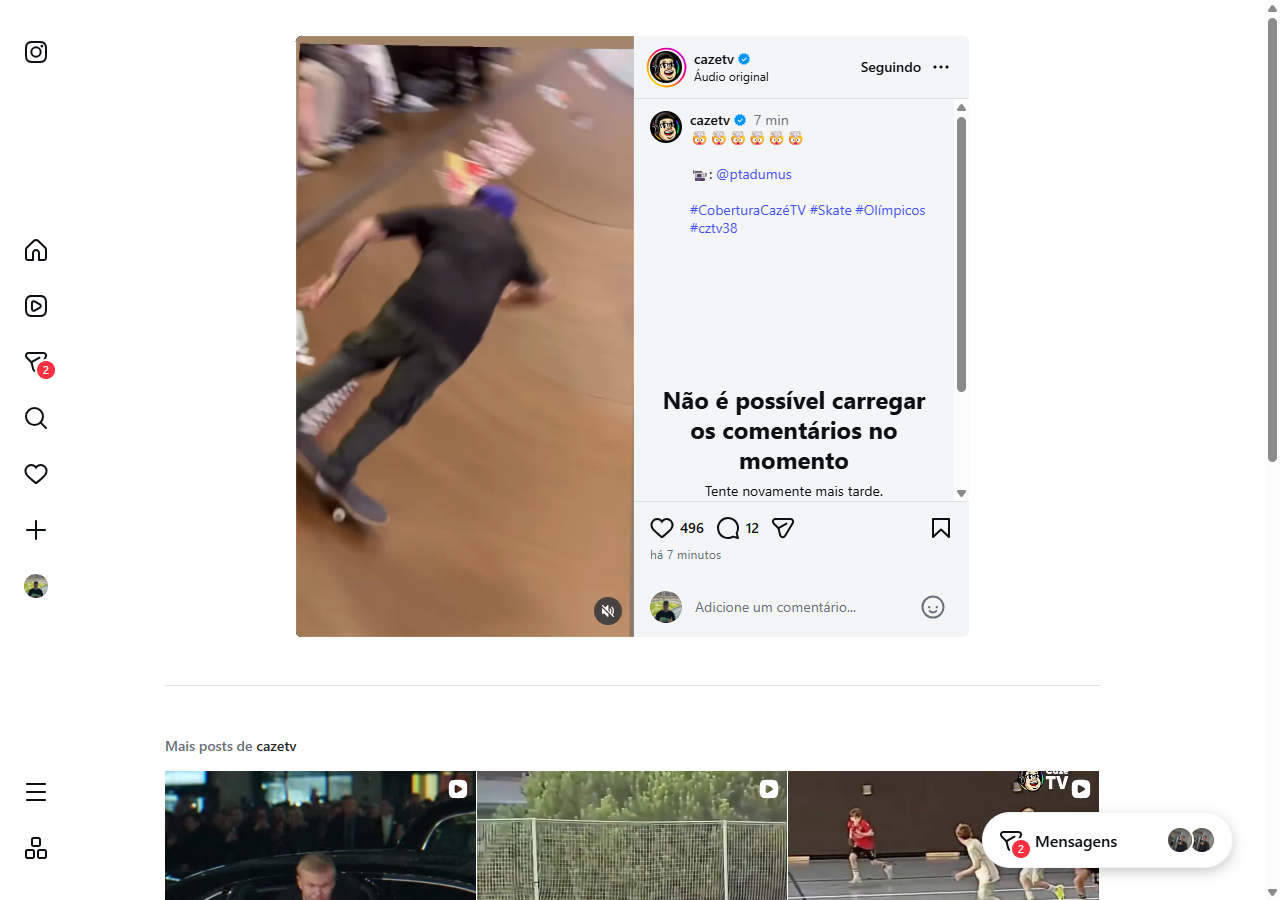 cazetv
Áudio original
Seguindo
cazetv 7 min
🤯🤯🤯🤯🤯🤯
📹: @ptadumus
#CoberturaCazéTV #Skate #Olímpicos
#cztv38
Não é possível carregar
os comentários no
momento
Tente novamente mais tarde.
496 12
há 7 minutos
Adicione um comentário...
2
Mais posts de cazetv
TV
2 Mensagens